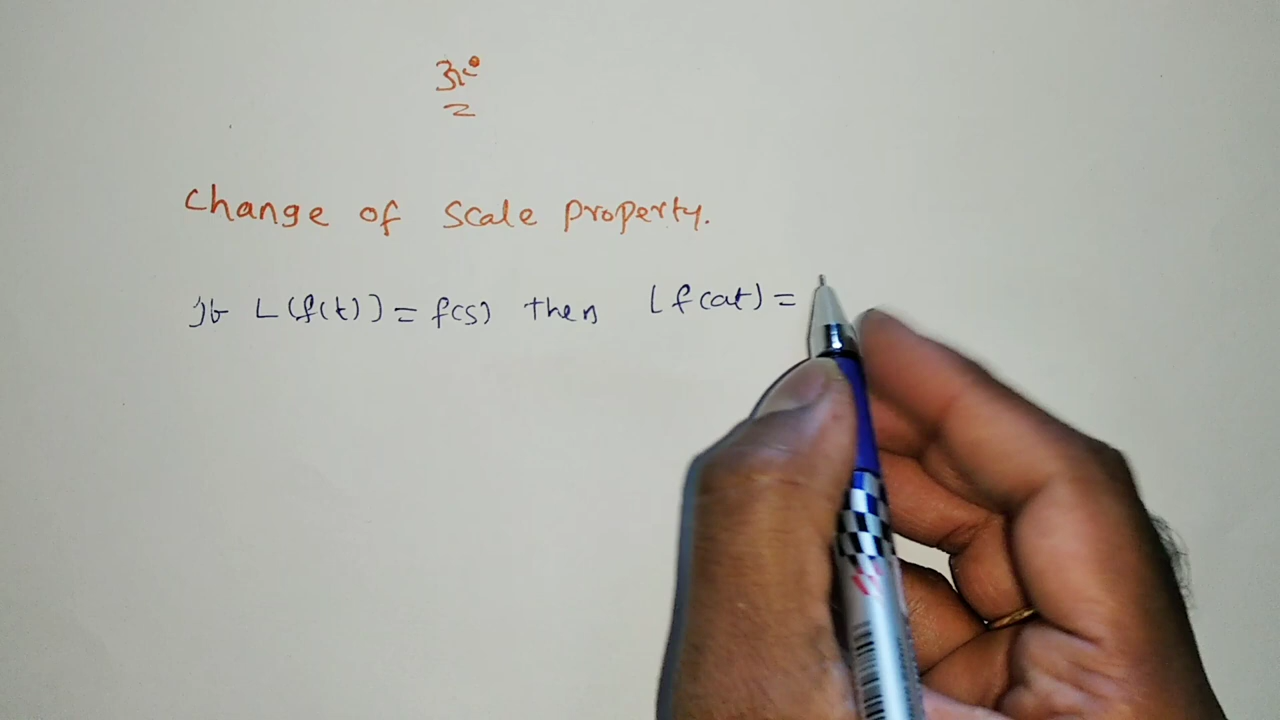 Change of scale property.
If L(f(t)) = f(s) then L f(at) =